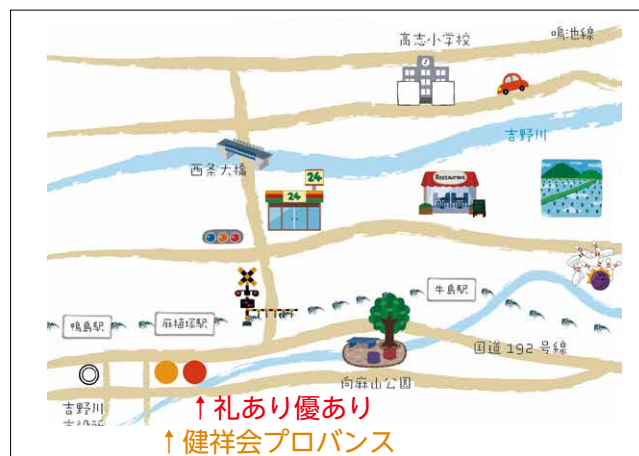 高志小学校
鳴池線
吉野川
西条大橋
24
24
Restaurant
牛島駅
鴨島駅
麻植塚駅
国道192号線
向麻山公園
吉野川
↑礼あり優あり
↑健祥会プロバンス